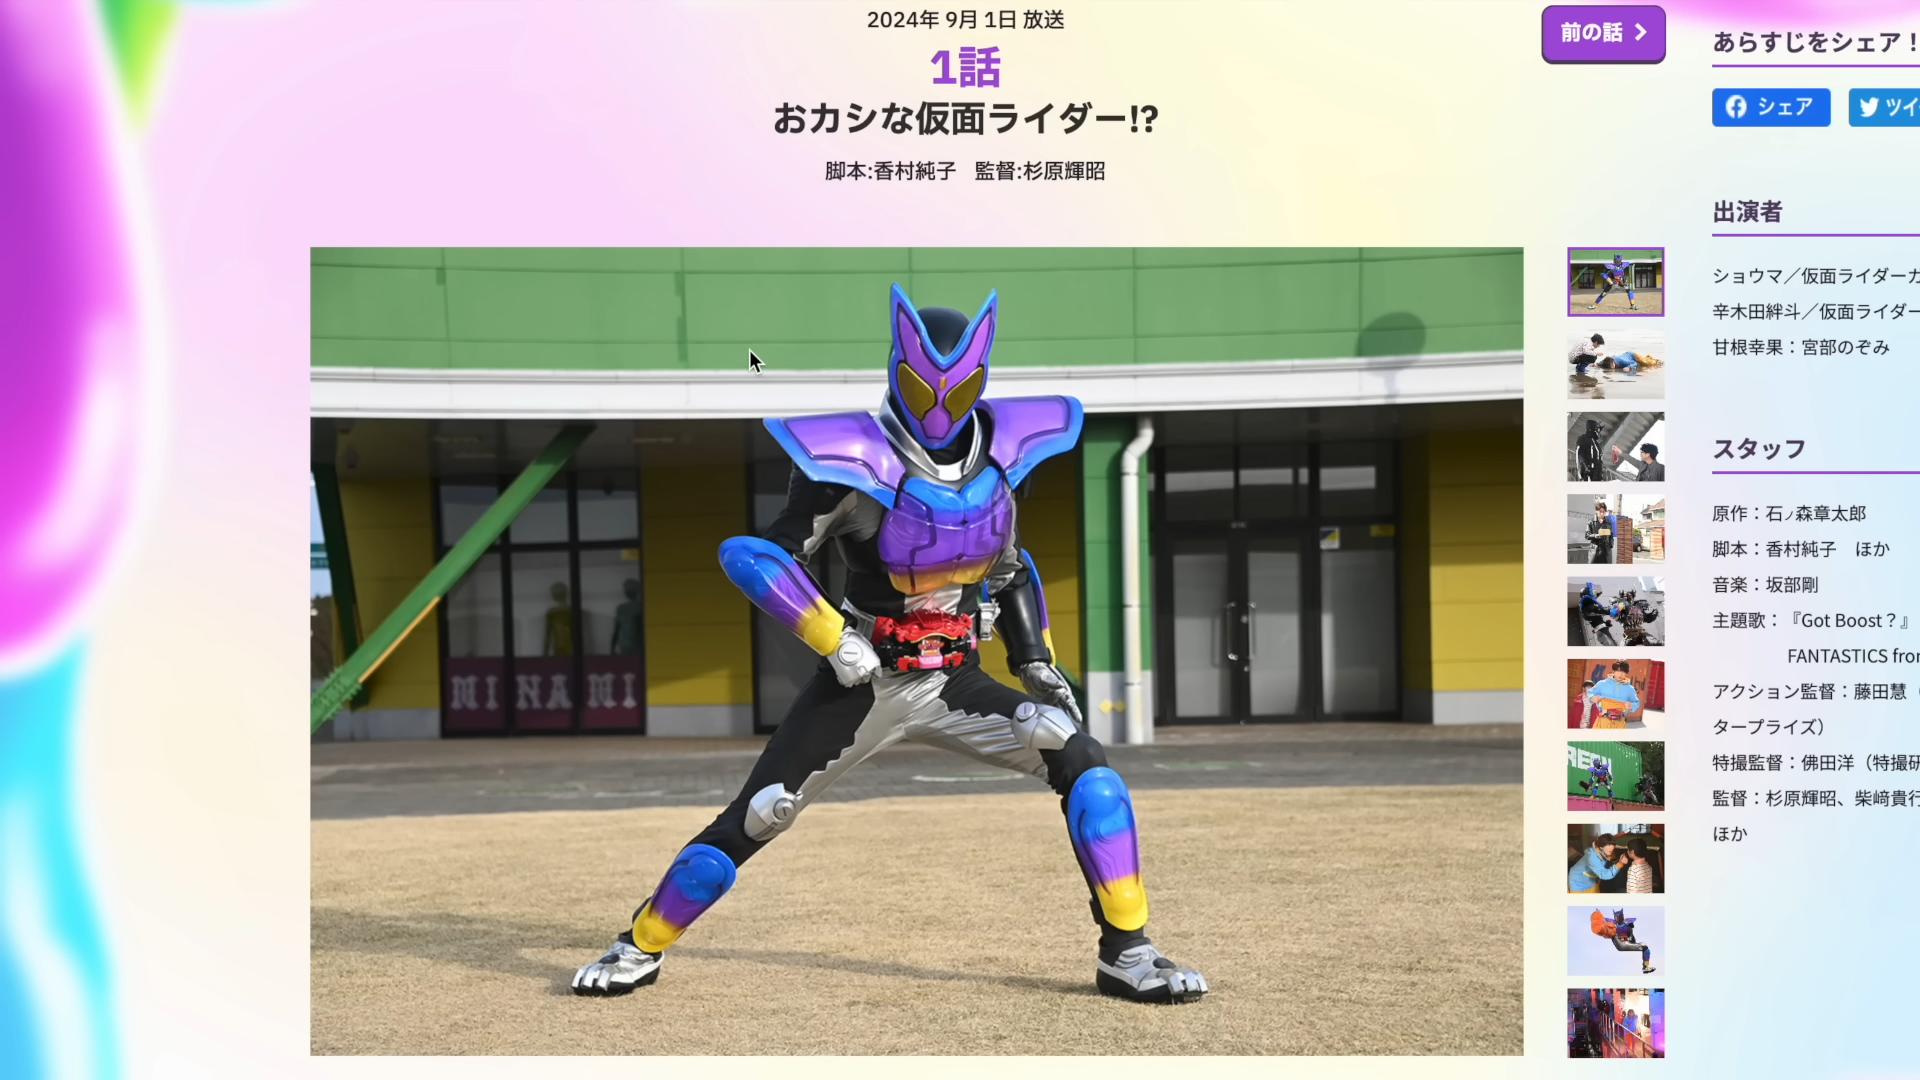 2024年 9月 1日 放送
1話
おカシな仮面ライダー!?
脚本:香村純子 監督:杉原輝昭
前の話
MINAMI
あらすじをシェア！
シェア
ツイ
出演者
ショウマ／仮面ライダーガ
辛木田絆斗／仮面ライダー
甘根幸果：宮部のぞみ
スタッフ
原作：石ノ森章太郎
脚本：香村純子　ほか
音楽：坂部剛
主題歌：『Got Boost？』
FANTASTICS from
アクション監督：藤田慧（
タープライズ）
特撮監督：佛田洋（特撮研
監督：杉原輝昭、柴﨑貴行
ほか